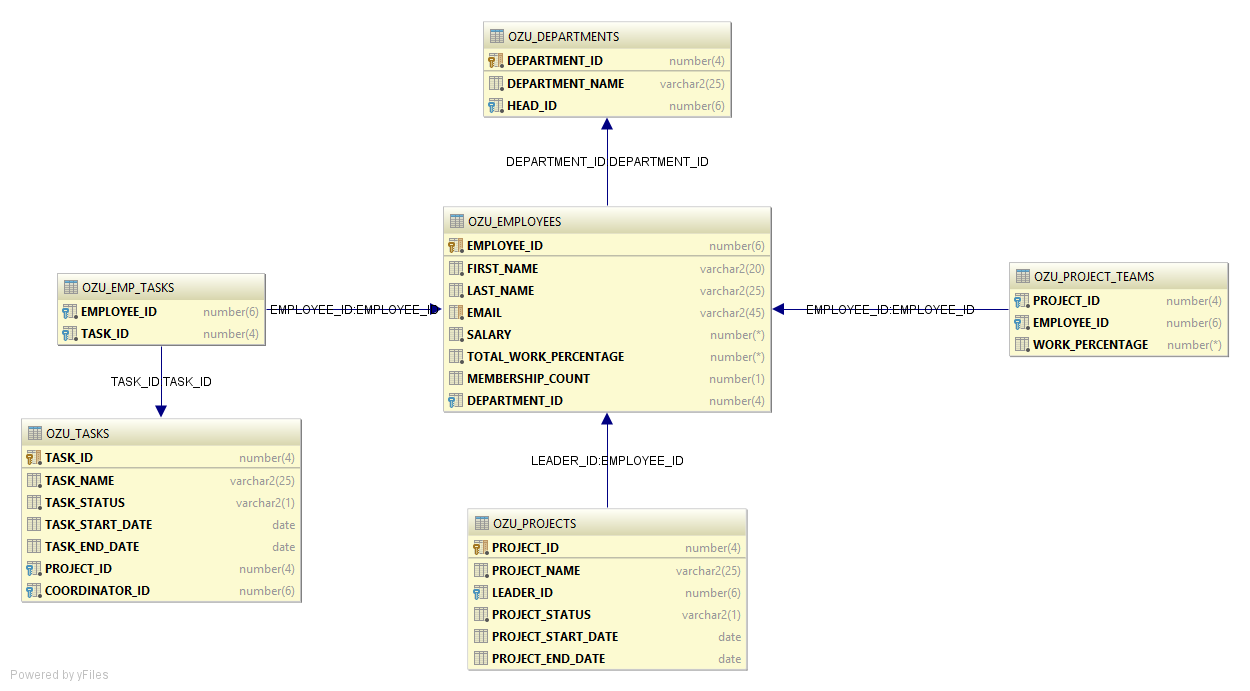 OZU_DEPARTMENTS
DEPARTMENT_ID number(4)
DEPARTMENT_NAME varchar2(25)
HEAD_ID number(6)
DEPARTMENT_ID:DEPARTMENT_ID
OZU_EMPLOYEES
EMPLOYEE_ID number(6)
FIRST_NAME varchar2(20)
LAST_NAME varchar2(25)
EMAIL varchar2(45)
SALARY number(*)
TOTAL_WORK_PERCENTAGE number(*)
MEMBERSHIP_COUNT number(1)
DEPARTMENT_ID number(4)
OZU_EMP_TASKS
EMPLOYEE_ID number(6)
TASK_ID number(4)
EMPLOYEE_ID:EMPLOYEE_ID
OZU_PROJECT_TEAMS
PROJECT_ID number(4)
EMPLOYEE_ID number(6)
WORK_PERCENTAGE number(*)
EMPLOYEE_ID:EMPLOYEE_ID
TASK_ID:TASK_ID
OZU_TASKS
TASK_ID number(4)
TASK_NAME varchar2(25)
TASK_STATUS varchar2(1)
TASK_START_DATE date
TASK_END_DATE date
PROJECT_ID number(4)
COORDINATOR_ID number(6)
LEADER_ID:EMPLOYEE_ID
OZU_PROJECTS
PROJECT_ID number(4)
PROJECT_NAME varchar2(25)
LEADER_ID number(6)
PROJECT_STATUS varchar2(1)
PROJECT_START_DATE date
PROJECT_END_DATE date
Powered by yFiles